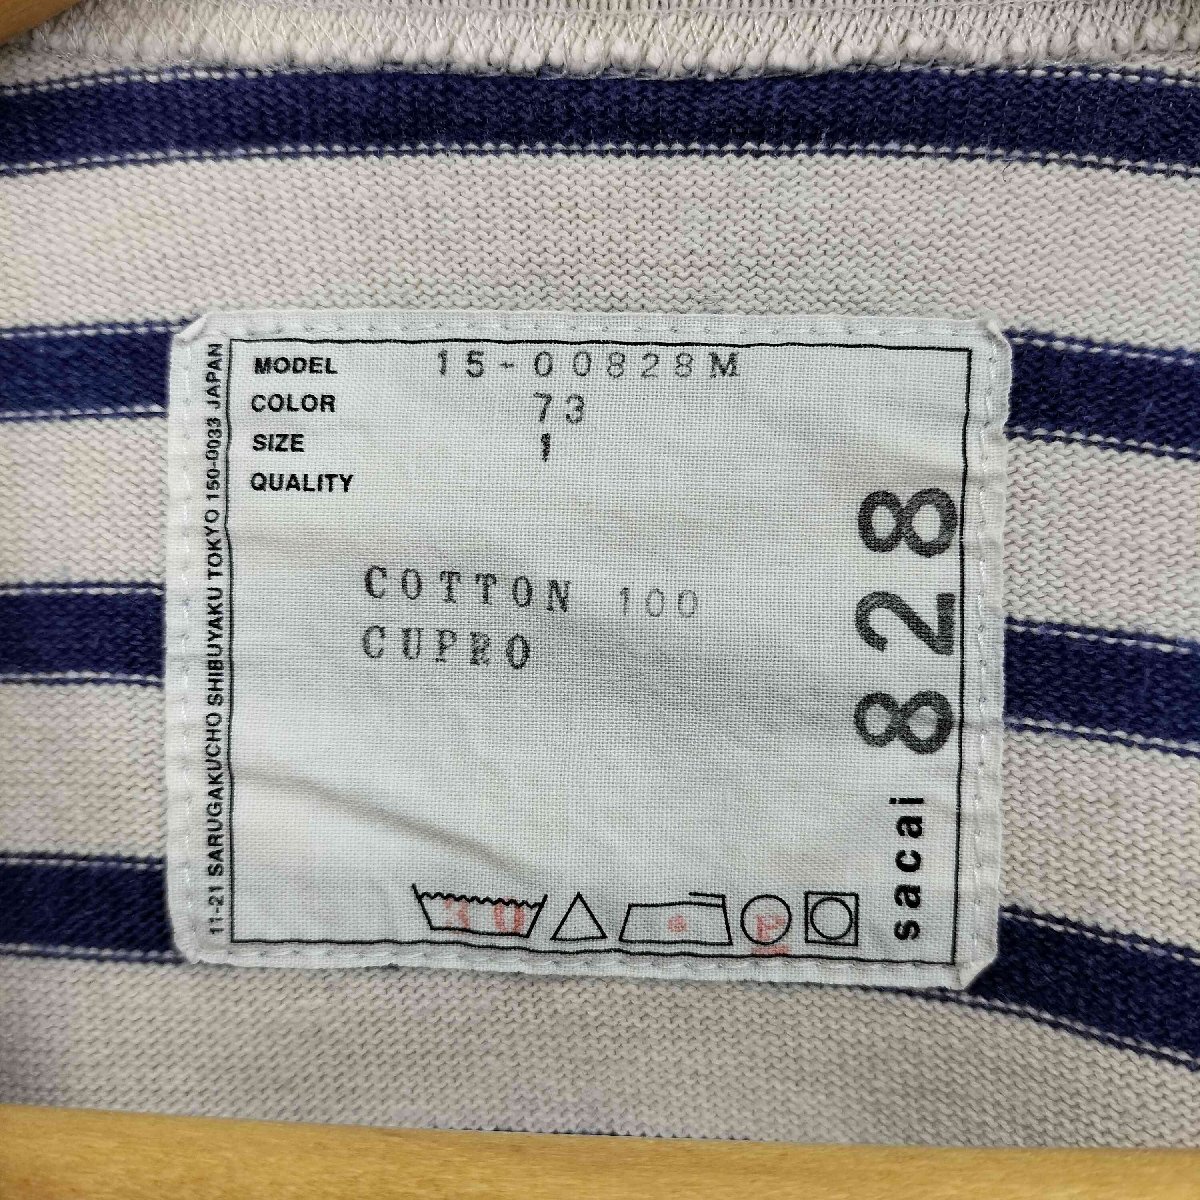 MODEL 15-00828M
COLOR 73
SIZE 1
QUALITY
COTTON 100
CUPRO
30
P
sacai 828
11-21 SARUGAKUCHO SHIBUYAKU TOKYO 150-0033 JAPAN